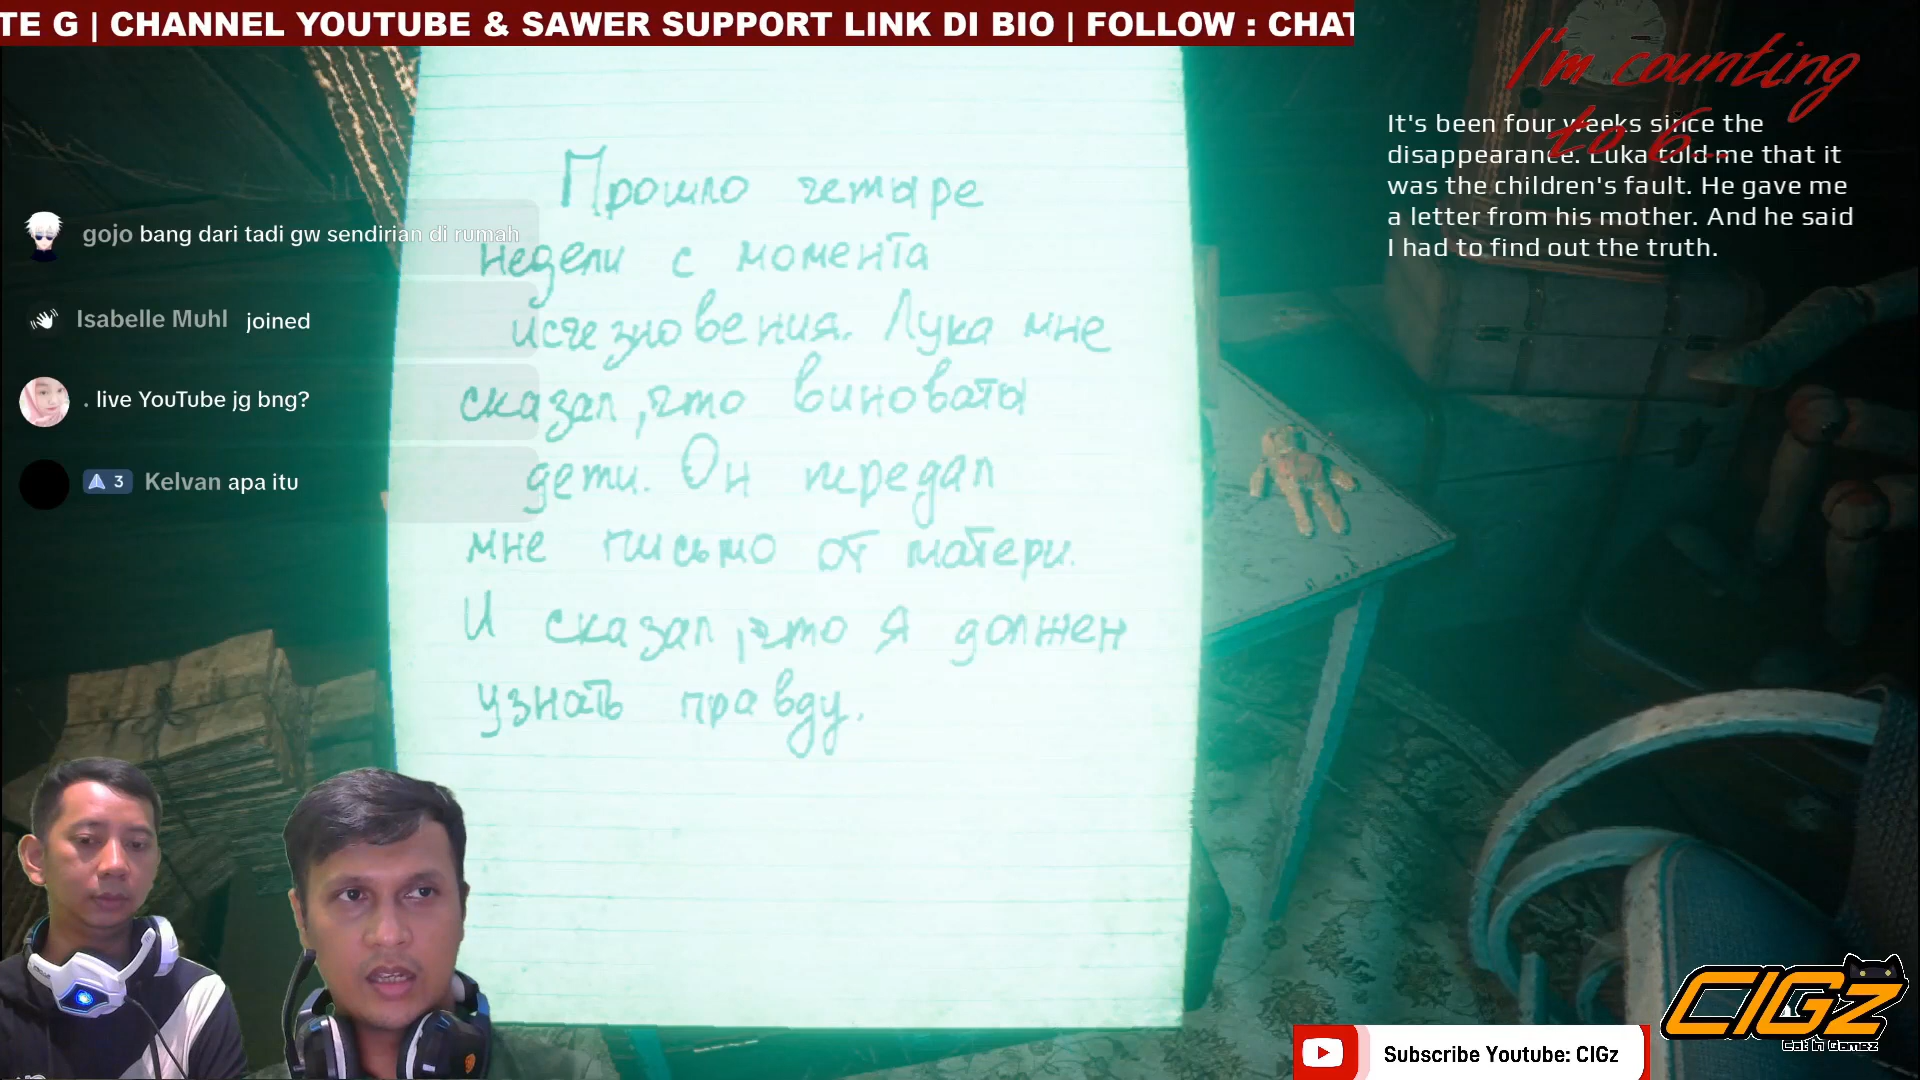 TE G | CHANNEL YOUTUBE & SAWER SUPPORT LINK DI BIO | FOLLOW : CHAT
I'm counting
to 6...
It's been four weeks since the
disappearance. Luka told me that it
was the children's fault. He gave me
a letter from his mother. And he said
I had to find out the truth.
Прошло четыре
недели с момента
исчезновения. Лука мне
сказал, что виноваты
дети. Он передал
мне письмо от матери.
И сказал, что я должен
узнать правду.
gojo bang dari tadi gw sendirian di rumah
Isabelle Muhl joined
. live YouTube jg bng?
3 Kelvan apa itu
Subscribe Youtube: CIGz
CIGz
Cat In Gamez